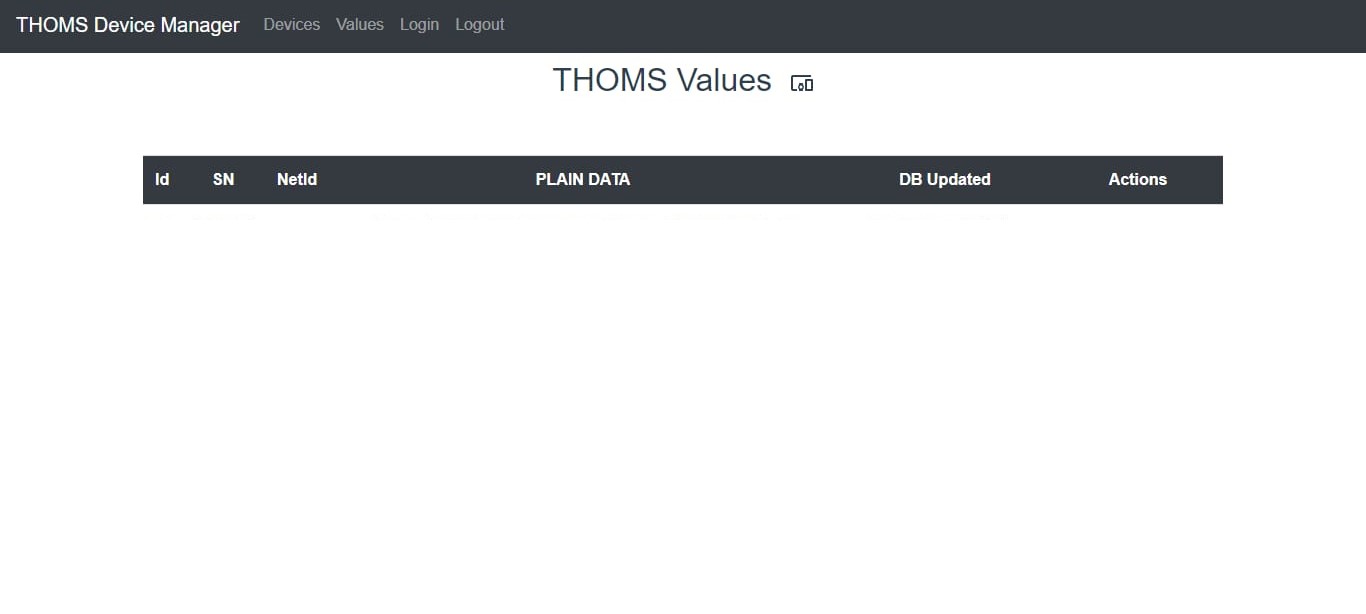 THOMS Device Manager Devices Values Login Logout
THOMS Values
Id SN NetId PLAIN DATA DB Updated Actions